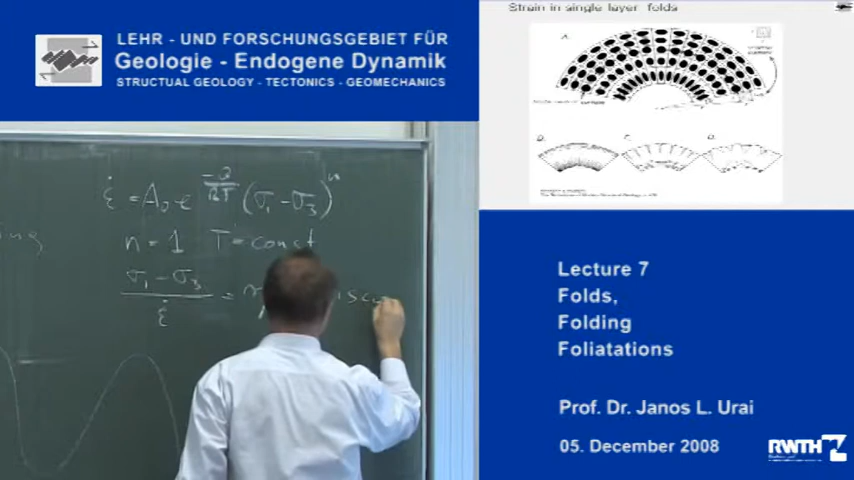 LEHR - UND FORSCHUNGSGEBIET FÜR
Geologie - Endogene Dynamik
STRUCTURAL GEOLOGY - TECTONICS - GEOMECHANICS
Strain in single layer folds
ε̇ = A₀ e^(-Q/RT) (σ₁ - σ₃)ⁿ
n = 1 T = const
σ₁ - σ₃
ε̇
= η
Lecture 7
Folds,
Folding
Foliatations
Prof. Dr. Janos L. Urai
05. December 2008
RWTH